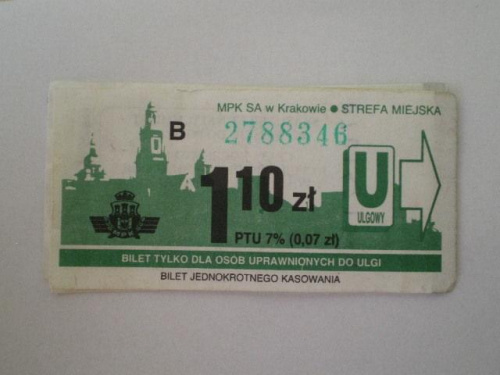 MPK SA w Krakowie ● STREFA MIEJSKA
B 2788346
1 10 zł
U
ULGOWY
PTU 7% (0,07 zł)
BILET TYLKO DLA OSÓB UPRAWNIONYCH DO ULGI
BILET JEDNOKROTNEGO KASOWANIA